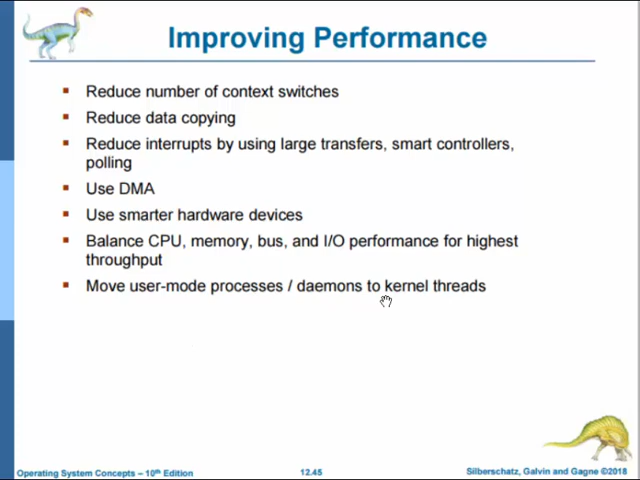 Improving Performance
Reduce number of context switches
Reduce data copying
Reduce interrupts by using large transfers, smart controllers,
polling
Use DMA
Use smarter hardware devices
Balance CPU, memory, bus, and I/O performance for highest
throughput
Move user-mode processes / daemons to kernel threads
Operating System Concepts – 10th Edition
12.45
Silberschatz, Galvin and Gagne ©2018